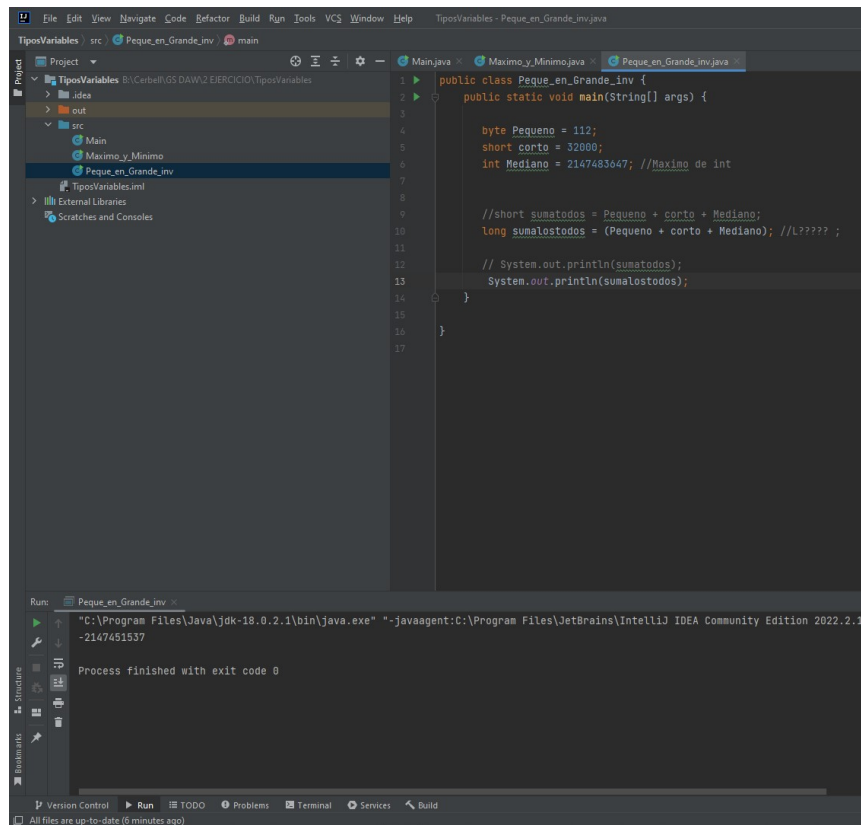 File Edit View Navigate Code Refactor Build Run Tools VCS Window Help TiposVariables - Peque_en_Grande_inv.java
TiposVariables src Peque_en_Grande_inv main
Project
Main.java Maximo_y_Minimo.java Peque_en_Grande_inv.java
Project
TiposVariables B:\Cerbell\GS DAW\2 EJERCICIO\TiposVariables
.idea
out
src
Main
Maximo_y_Minimo
Peque_en_Grande_inv
TiposVariables.iml
External Libraries
Scratches and Consoles
1 public class Peque_en_Grande_inv {
2 public static void main(String[] args) {
3
4 byte Pequeno = 112;
5 short corto = 32000;
6 int Mediano = 2147483647; //Maximo de int
7
8
9 //short sumatodos = Pequeno + corto + Mediano;
10 long sumalostodos = (Pequeno + corto + Mediano); //L????? ;
11
12 // System.out.println(sumatodos);
13 System.out.println(sumalostodos);
14 }
15
16 }
17
Run: Peque_en_Grande_inv
"C:\Program Files\Java\jdk-18.0.2.1\bin\java.exe" "-javaagent:C:\Program Files\JetBrains\IntelliJ IDEA Community Edition 2022.2.1
-2147451537
Process finished with exit code 0
Structure
Bookmarks
Version Control Run TODO Problems Terminal Services Build
All files are up-to-date (6 minutes ago)